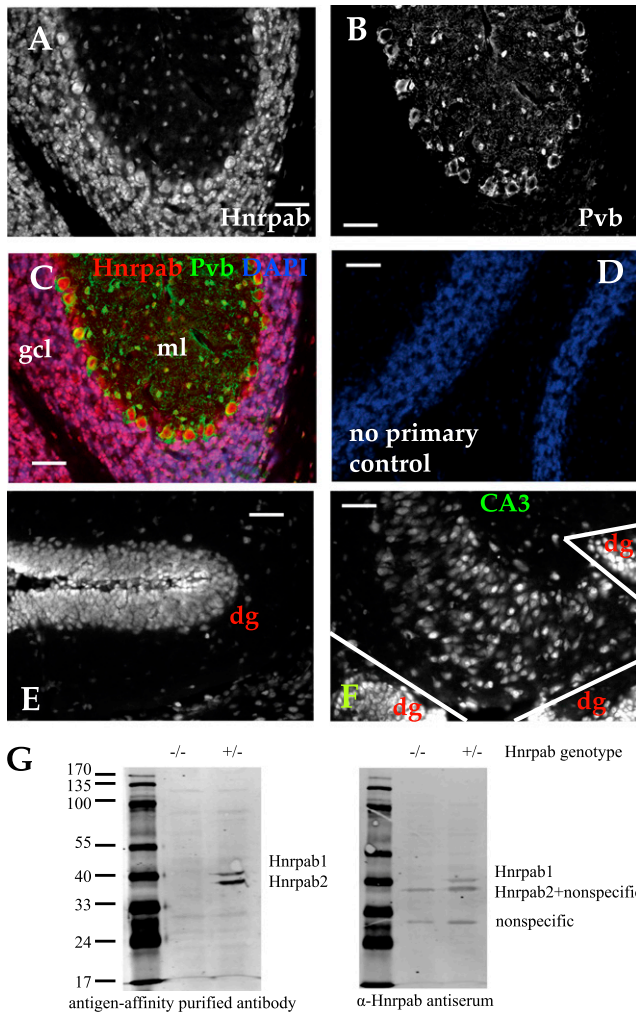 A
Hnrpab
B
Pvb
C
Hnrpab Pvb DAPI
gcl
ml
D
no primary
control
E
dg
F
CA3
dg
dg
dg
G
-/- +/-
170
135
100
55
40
33
24
17
Hnrpab1
Hnrpab2
antigen-affinity purified antibody
-/- +/- Hnrpab genotype
Hnrpab1
Hnrpab2+nonspecific
nonspecific
α-Hnrpab antiserum